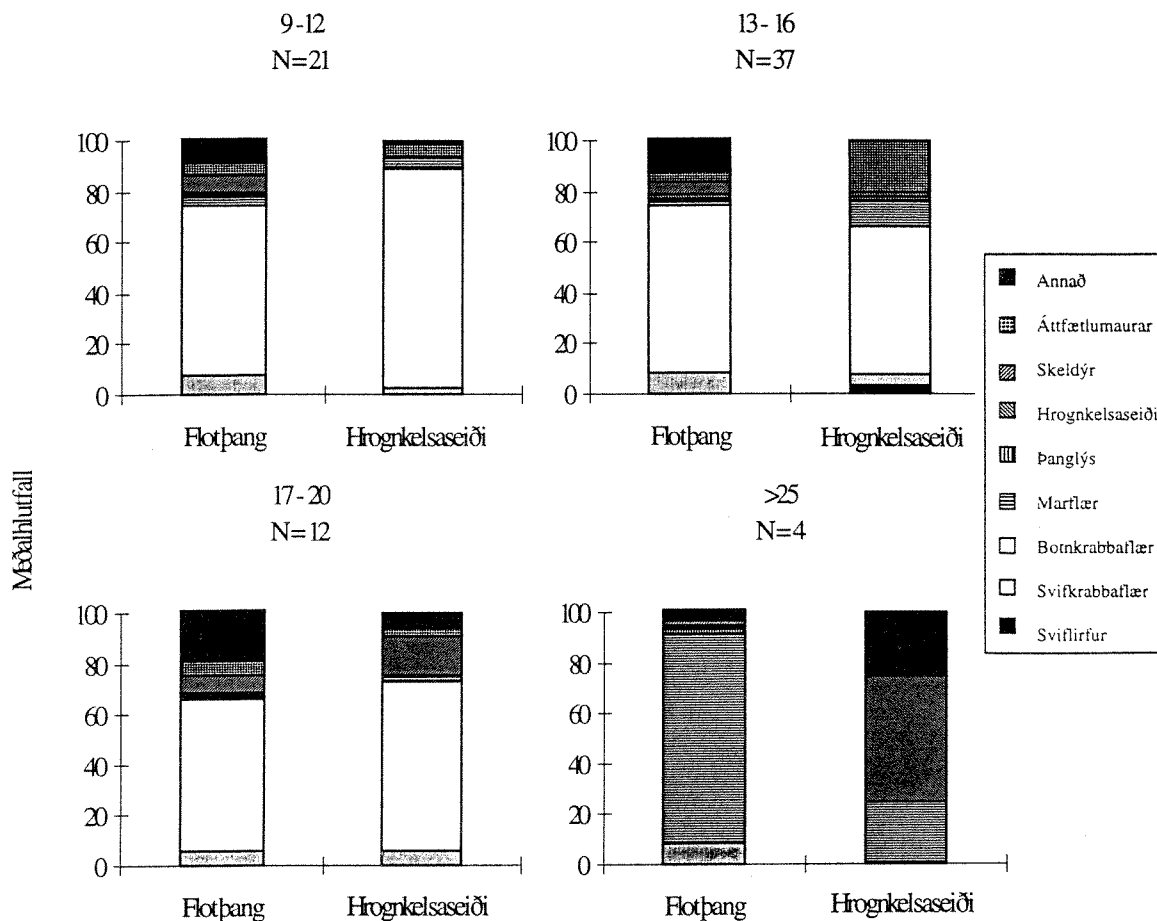 9-12
N=21
100
80
60
40
20
0
Flotþang
Hrognkelsaseiði
13-16
N=37
100
80
60
40
20
0
Flotþang
Hrognkelsaseiði
Meðalhlutfall
17-20
N=12
100
80
60
40
20
0
Flotþang
Hrognkelsaseiði
>25
N=4
100
80
60
40
20
0
Flotþang
Hrognkelsaseiði
Annað
Áttfætlumaurar
Skeldýr
Hrognkelsaseiði
Þanglýs
Marflær
Botnkrabbaflær
Svifkrabbaflær
Sviflirfur